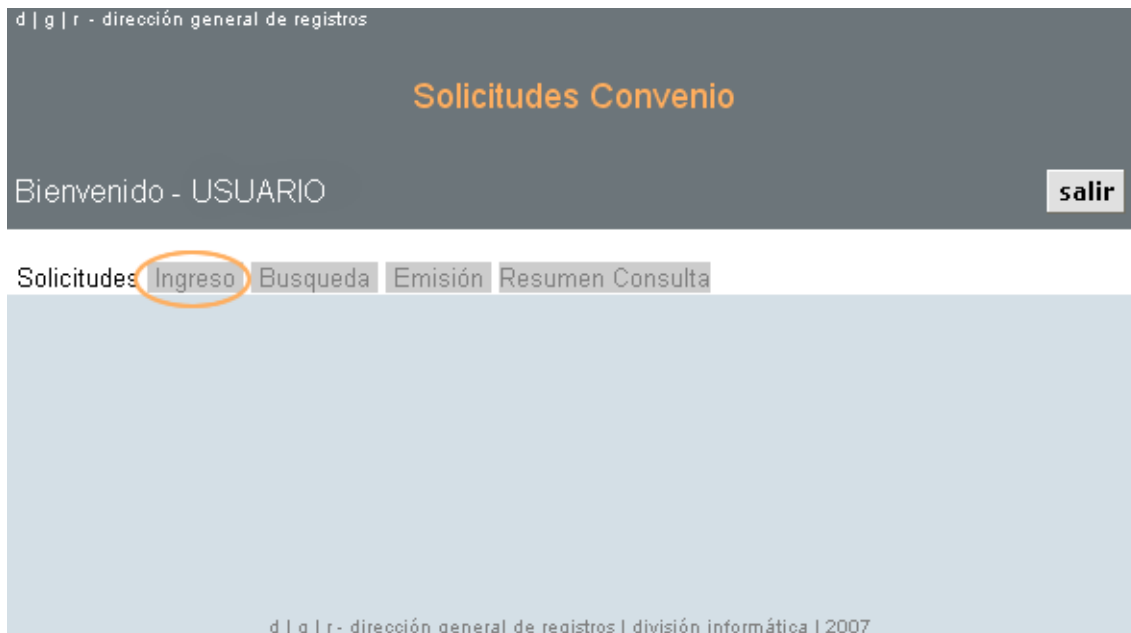 d | g | r - dirección general de registros
Solicitudes Convenio
Bienvenido - USUARIO
salir
Solicitudes Ingreso Busqueda Emisión Resumen Consulta
d | g | r - dirección general de registros | división informática | 2007